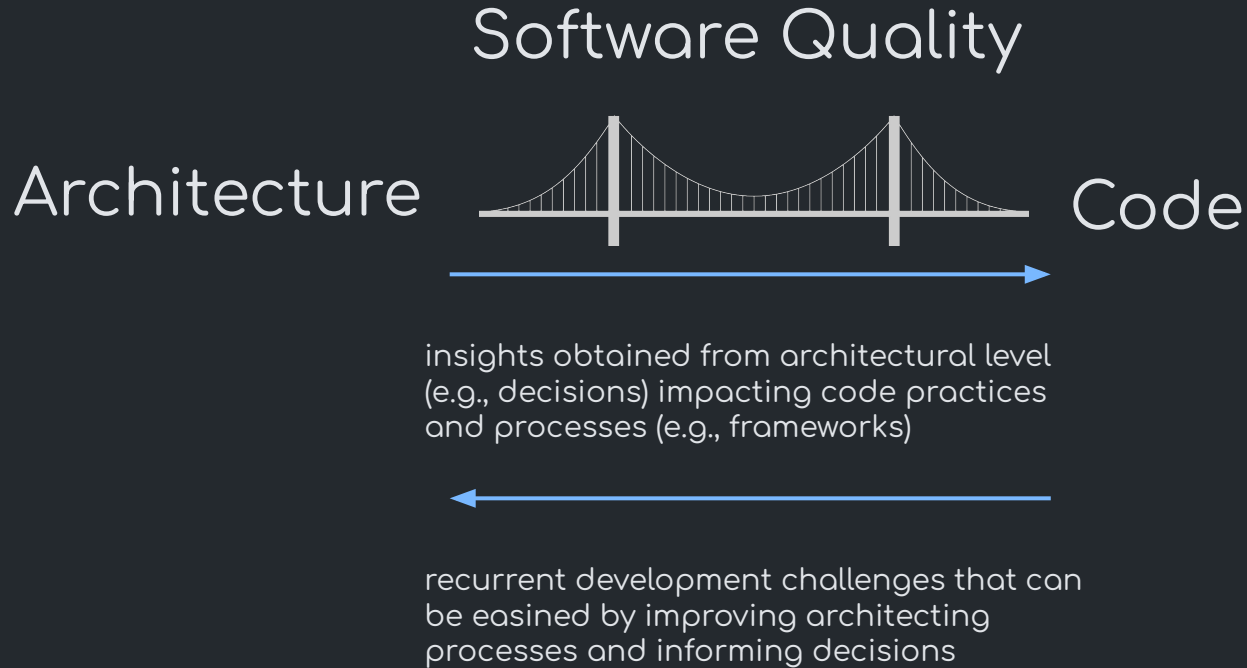 Software Quality
Architecture
Code
insights obtained from architectural level
(e.g., decisions) impacting code practices
and processes (e.g., frameworks)
recurrent development challenges that can
be easined by improving architecting
processes and informing decisions